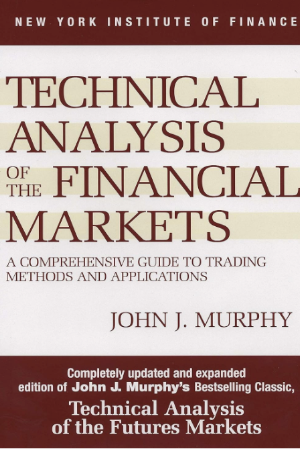 NEW YORK INSTITUTE OF FINANCE
TECHNICAL
ANALYSIS
OF THE FINANCIAL
MARKETS
A COMPREHENSIVE GUIDE TO TRADING
METHODS AND APPLICATIONS
JOHN J. MURPHY
Completely updated and expanded
edition of John J. Murphy's Bestselling Classic,
Technical Analysis
of the Futures Markets